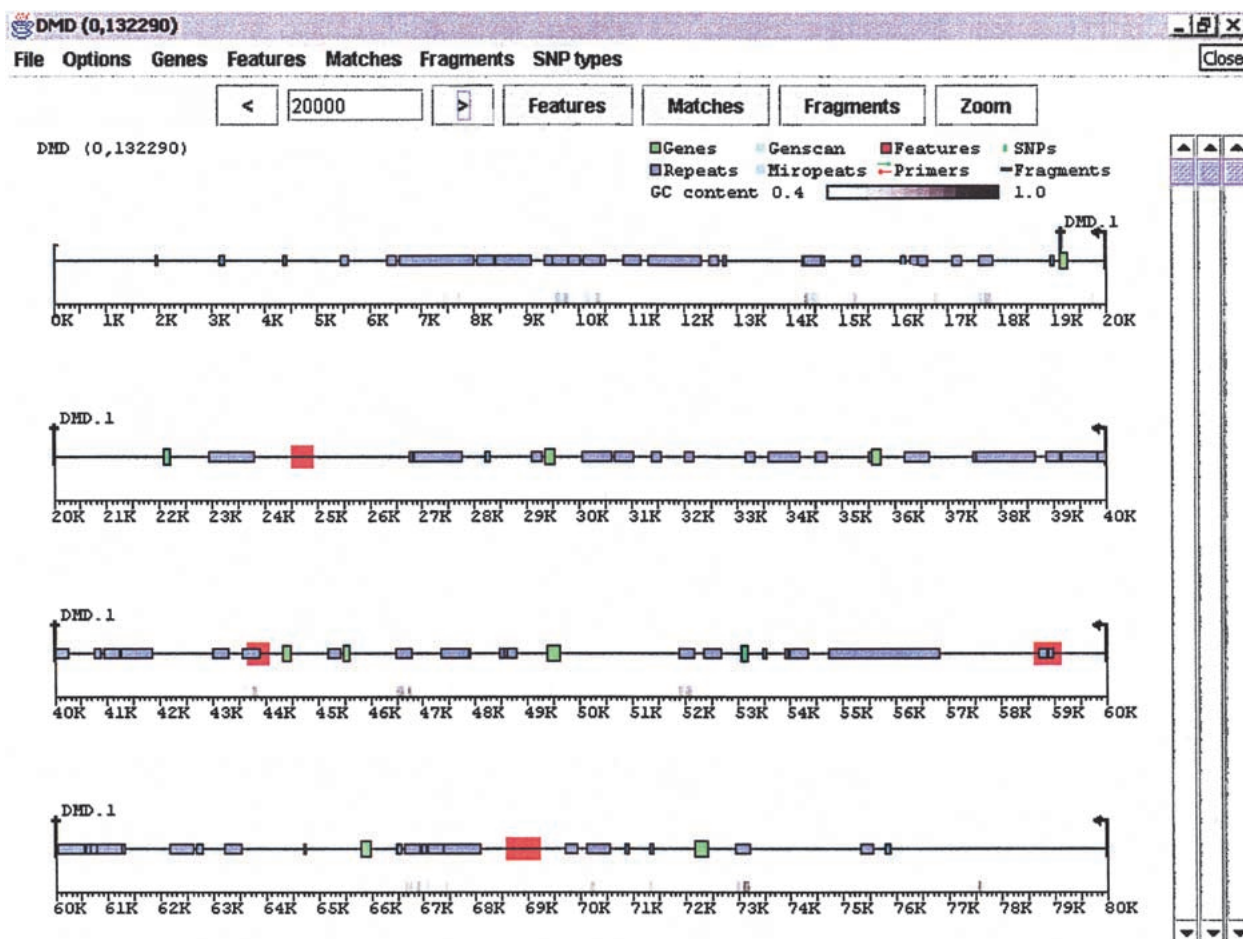 DMD (0,132290)
File Options Genes Features Matches Fragments SNP types Close
< 20000 > Features Matches Fragments Zoom
DMD (0,132290)
Genes Genscan Features SNPs
Repeats Miropeats Primers Fragments
GC content 0.4 1.0
DMD.1
0K 1K 2K 3K 4K 5K 6K 7K 8K 9K 10K 11K 12K 13K 14K 15K 16K 17K 18K 19K 20K
DMD.1
20K 21K 22K 23K 24K 25K 26K 27K 28K 29K 30K 31K 32K 33K 34K 35K 36K 37K 38K 39K 40K
DMD.1
40K 41K 42K 43K 44K 45K 46K 47K 48K 49K 50K 51K 52K 53K 54K 55K 56K 57K 58K 59K 60K
DMD.1
60K 61K 62K 63K 64K 65K 66K 67K 68K 69K 70K 71K 72K 73K 74K 75K 76K 77K 78K 79K 80K